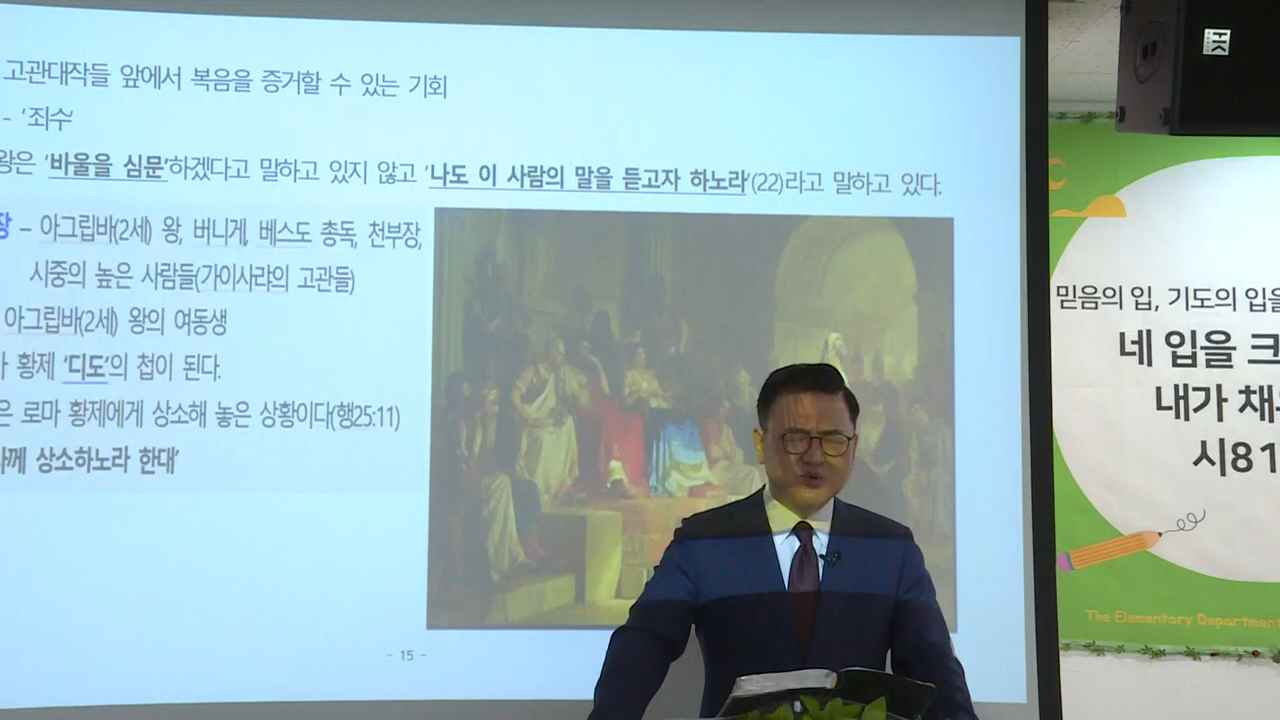 고관대작들 앞에서 복음을 증거할 수 있는 기회
- '죄수'
왕은 '바울을 심문'하겠다고 말하고 있지 않고 '나도 이 사람의 말을 듣고자 하노라'(22)라고 말하고 있다.
장 – 아그립바(2세) 왕, 버니게, 베스도 총독, 천부장,
시중의 높은 사람들(가이사랴의 고관들)
아그립바(2세) 왕의 여동생
황제 '디도'의 첩이 된다.
은 로마 황제에게 상소해 놓은 상황이다(행25:11)
께 상소하노라 한대'
- 15 -
HK
믿음의 입, 기도의 입을
네 입을 크
내가 채
시81
The Elementary Department